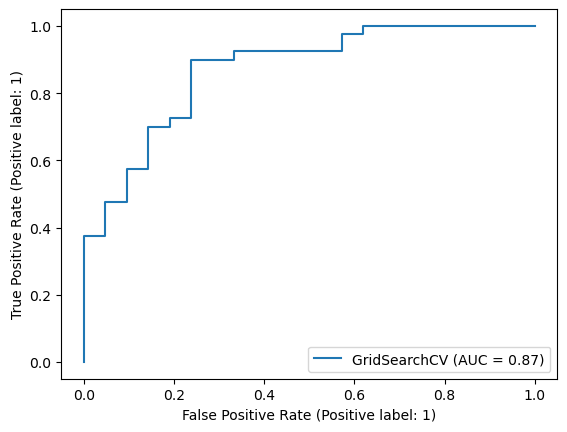 True Positive Rate (Positive label: 1)
1.0
0.8
0.6
0.4
0.2
0.0
GridSearchCV (AUC = 0.87)
0.0 0.2 0.4 0.6 0.8 1.0
False Positive Rate (Positive label: 1)